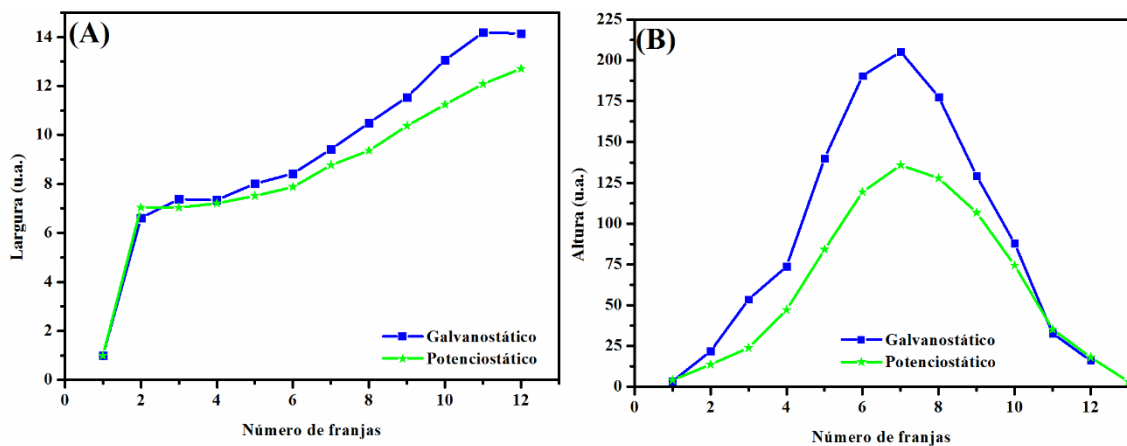 (A)
Largura (u.a.)
14
12
10
8
6
4
2
0
Galvanostático
Potenciostático
0 2 4 6 8 10 12
Número de franjas
(B)
Altura (u.a.)
225
200
175
150
125
100
75
50
25
0
Galvanostático
Potenciostático
0 2 4 6 8 10 12
Número de franjas